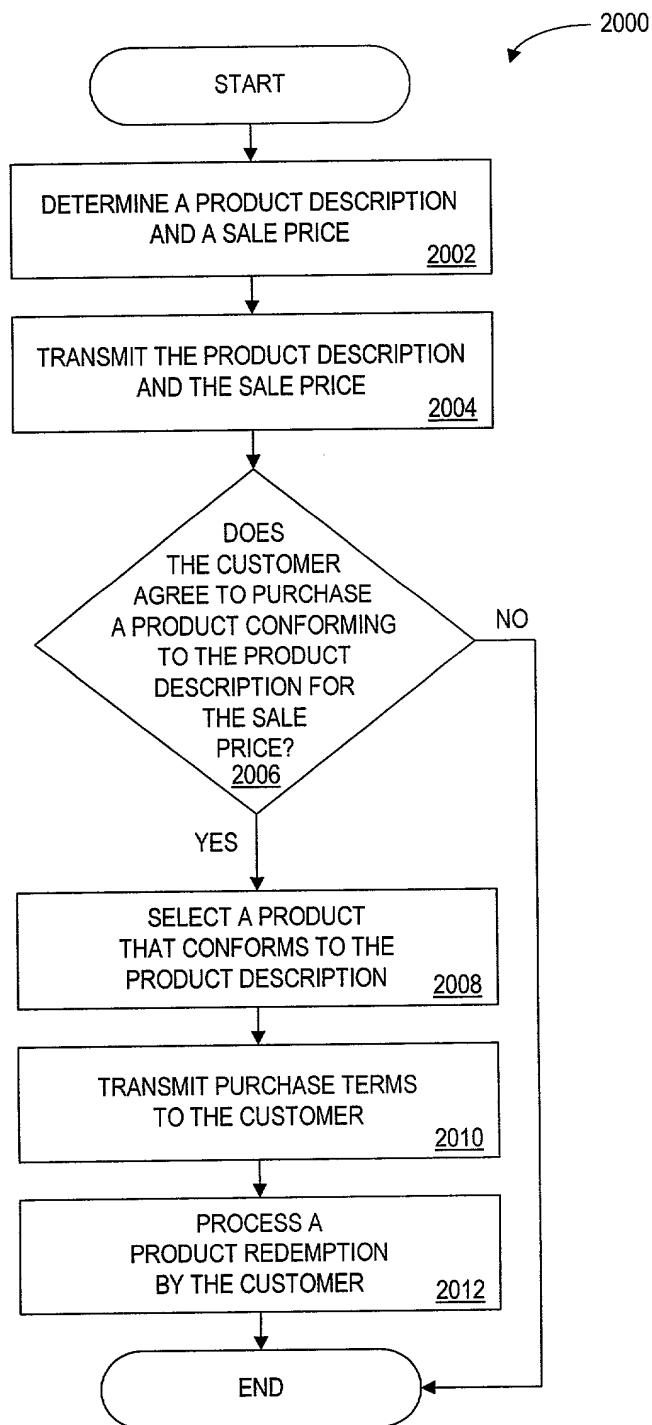 2000
START
DETERMINE A PRODUCT DESCRIPTION
AND A SALE PRICE
2002
TRANSMIT THE PRODUCT DESCRIPTION
AND THE SALE PRICE
2004
DOES
THE CUSTOMER
AGREE TO PURCHASE
A PRODUCT CONFORMING
TO THE PRODUCT
DESCRIPTION FOR
THE SALE
PRICE?
2006
NO
YES
SELECT A PRODUCT
THAT CONFORMS TO THE
PRODUCT DESCRIPTION
2008
TRANSMIT PURCHASE TERMS
TO THE CUSTOMER
2010
PROCESS A
PRODUCT REDEMPTION
BY THE CUSTOMER
2012
END